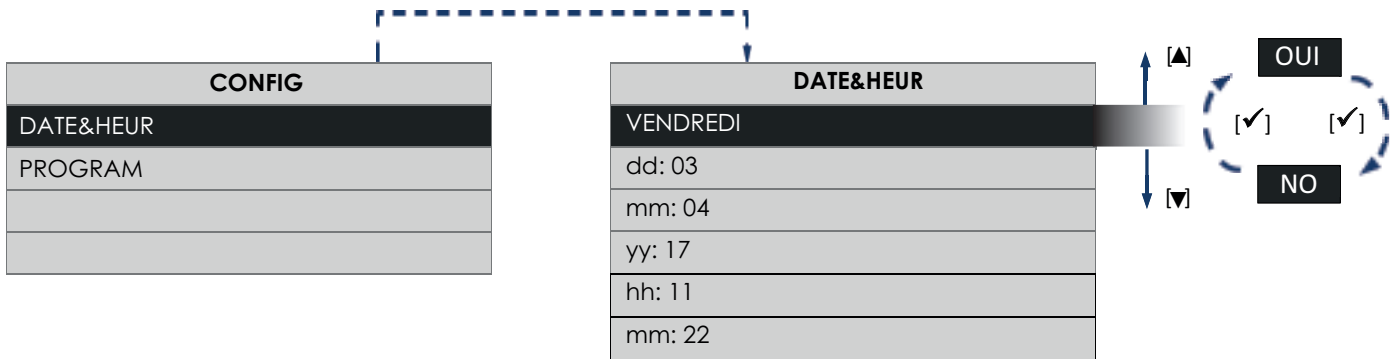 CONFIG
DATE&HEUR
PROGRAM
DATE&HEUR
VENDREDI
dd: 03
mm: 04
yy: 17
hh: 11
mm: 22
[▲]
[▼]
OUI
[✓] [✓]
NO